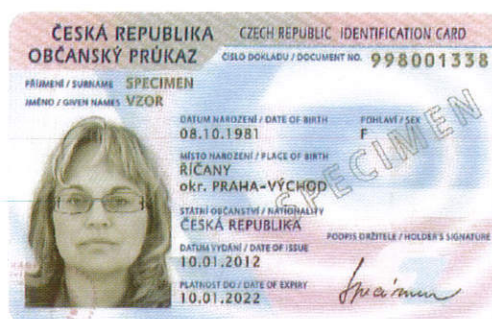 ČESKÁ REPUBLIKA CZECH REPUBLIC IDENTIFICATION CARD
OBČANSKÝ PRŮKAZ ČÍSLO DOKLADU / DOCUMENT NO. 998001338
PŘÍJMENÍ / SURNAME SPECIMEN
JMÉNO / GIVEN NAMES VZOR
DATUM NAROZENÍ / DATE OF BIRTH POHLAVÍ / SEX
08.10.1981 F
MÍSTO NAROZENÍ / PLACE OF BIRTH
ŘÍČANY
okr. PRAHA-VÝCHOD
SPECIMEN
STÁTNÍ OBČANSTVÍ / NATIONALITY
ČESKÁ REPUBLIKA
DATUM VYDÁNÍ / DATE OF ISSUE PODPIS DRŽITELE / HOLDER'S SIGNATURE
10.01.2012
PLATNOST DO / DATE OF EXPIRY
10.01.2022 Specimen